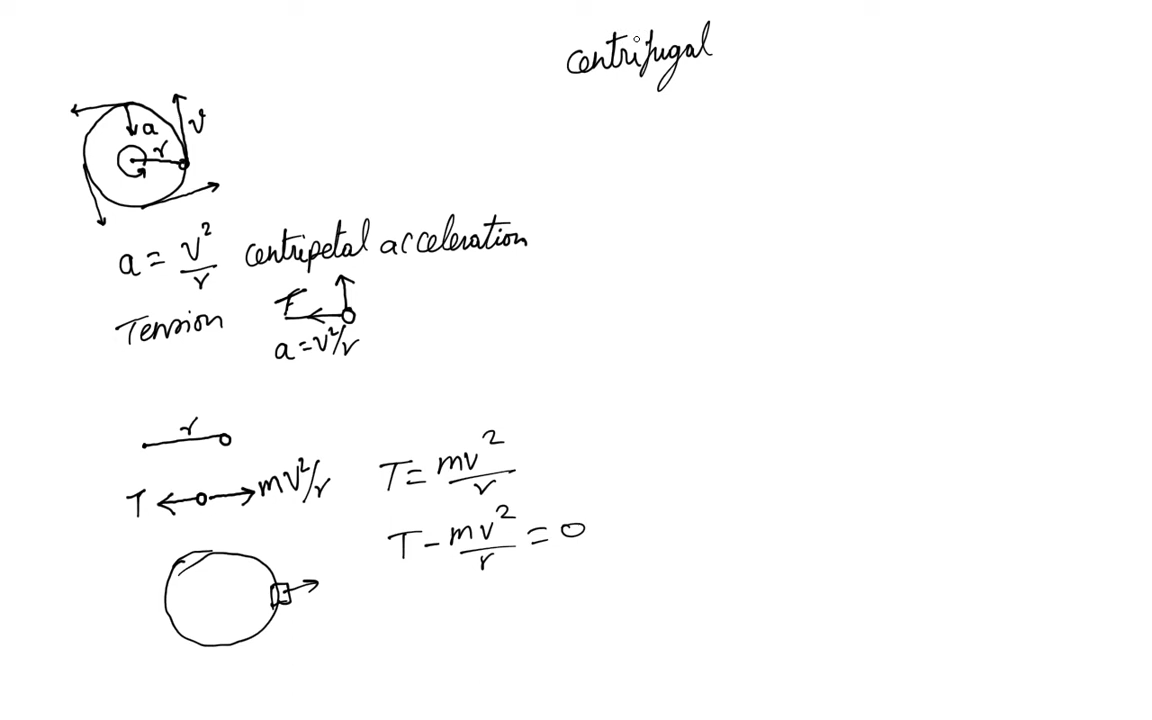 centrifugal
v
a
r
a = v²/r centripetal acceleration
Tension
F
a = v²/r
r
T
mv²/r
T = mv²/r
T - mv²/r = 0